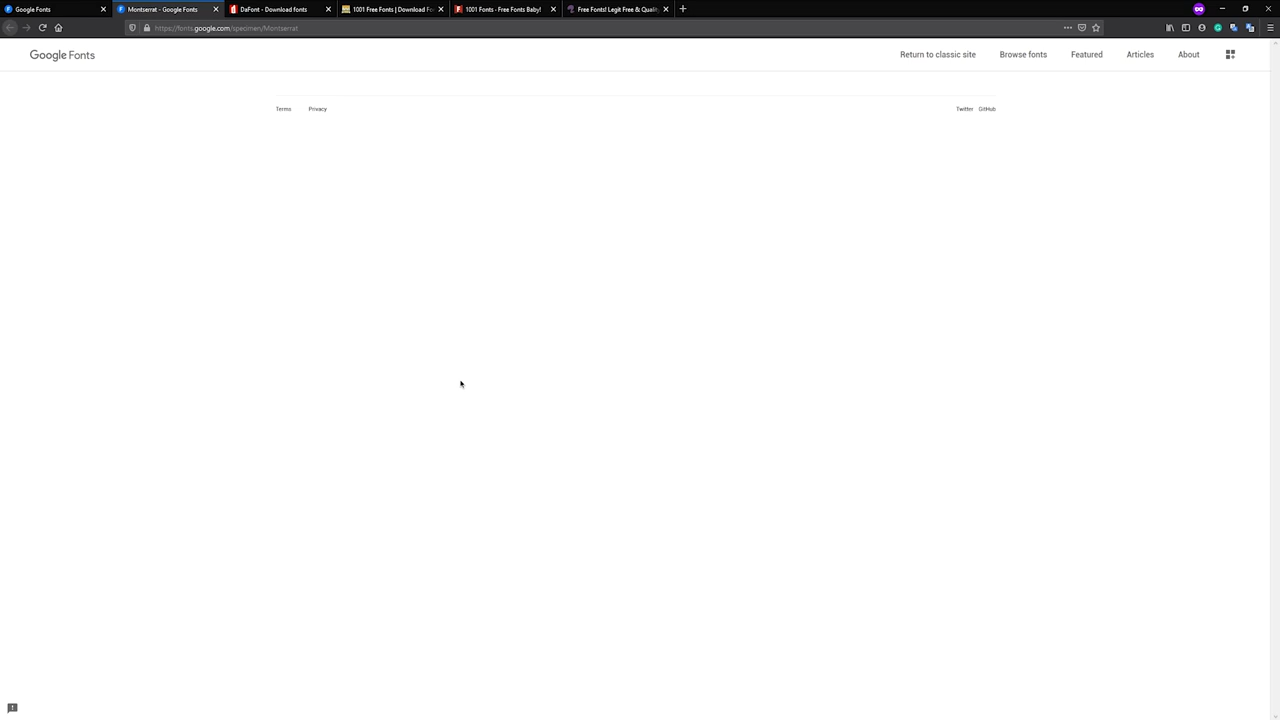 Google Fonts
Montserrat - Google Fonts
DaFont - Download fonts
1001 Free Fonts | Download Fo
1001 Fonts - Free Fonts Baby!
Free Fonts! Legit Free & Quality
https://fonts.google.com/specimen/Montserrat
Google Fonts
Return to classic site
Browse fonts
Featured
Articles
About
Terms
Privacy
Twitter
GitHub